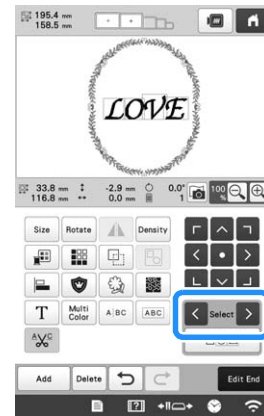 195.4 mm
158.5 mm
LOVE
33.8 mm -2.9 mm 0.0°
116.8 mm 0.0 mm 1
100 %
Size Rotate Density
T Multi Color A BC ABC
Select
A C
Add Delete Edit End